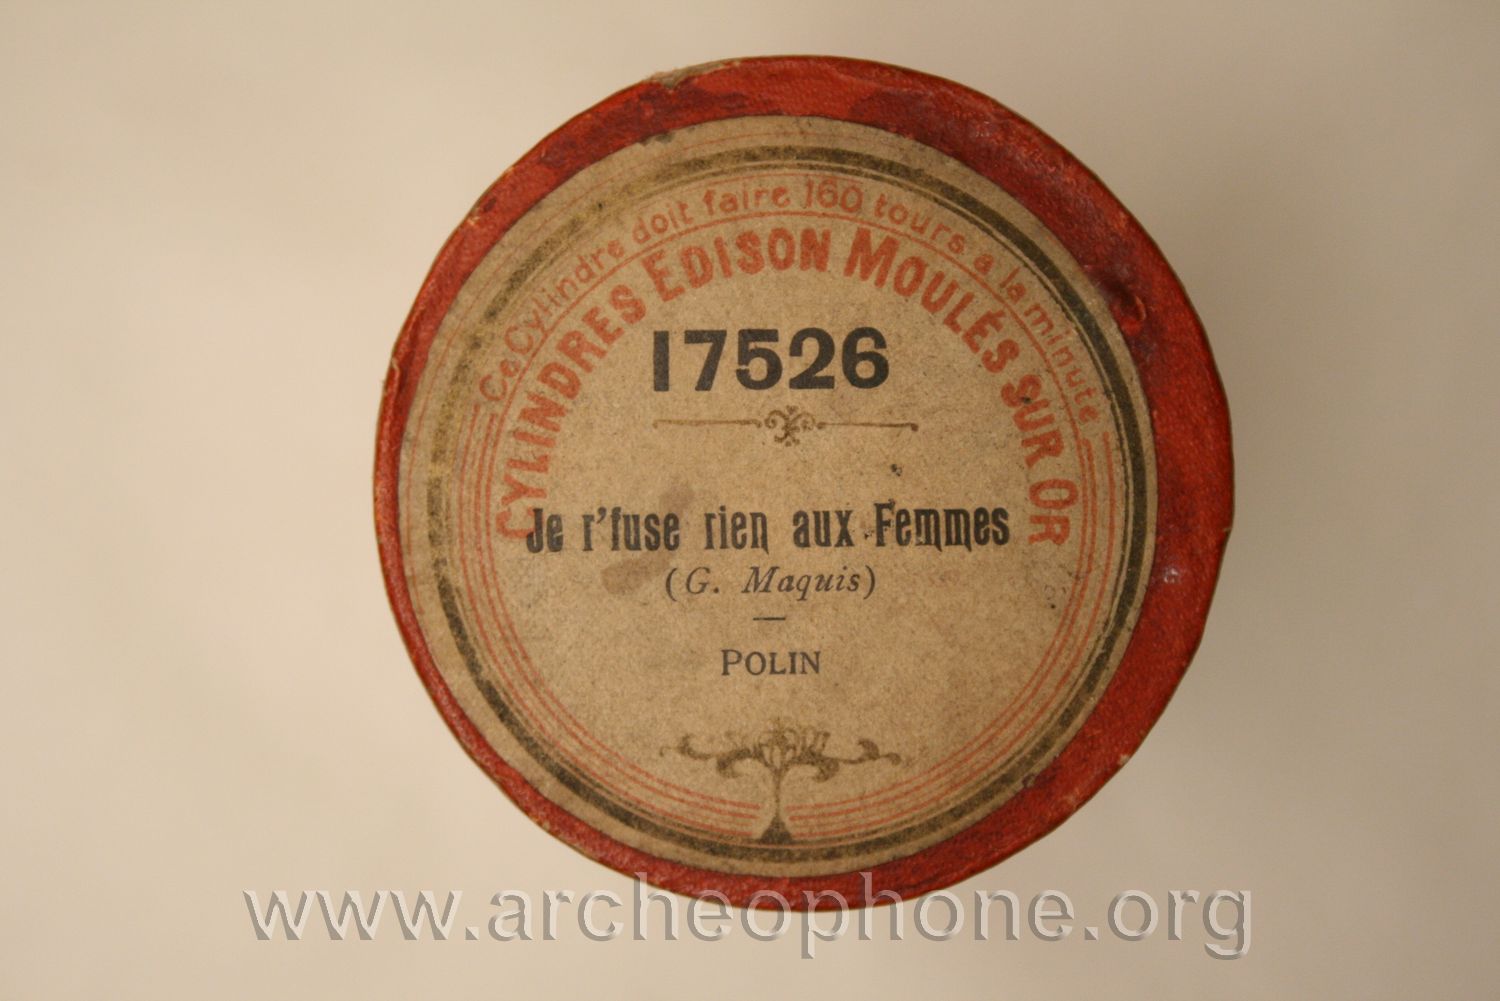 Ce Cylindre doit faire 160 tours à la minute
CYLINDRES EDISON MOULÉS SUR OR
17526
Je r'fuse rien aux Femmes
(G. Maquis)
POLIN
www.archeophone.org